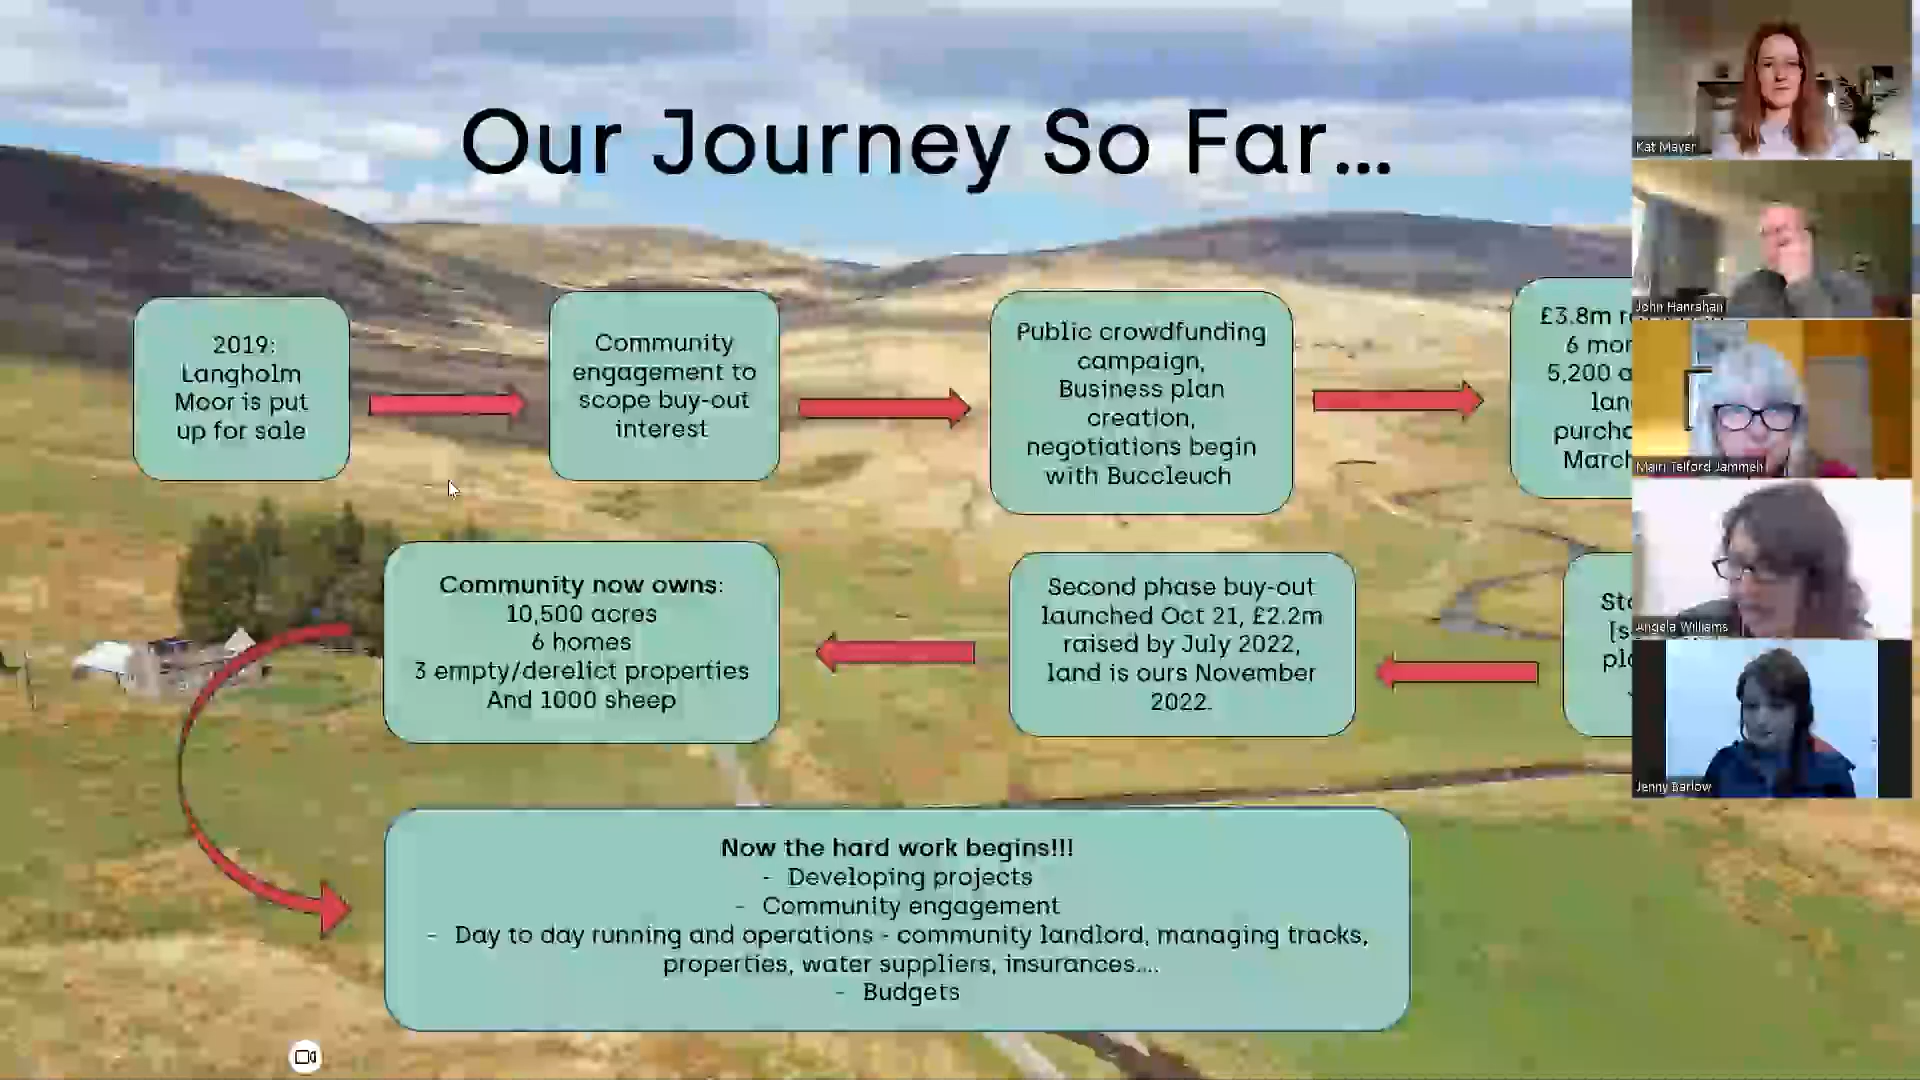 Our Journey So Far...
2019:
Langholm
Moor is put
up for sale
Community
engagement to
scope buy-out
interest
Public crowdfunding
campaign,
Business plan
creation,
negotiations begin
with Buccleuch
£3.8m
6
5,200
March
Second phase buy-out
launched Oct 21, £2.2m
raised by July 2022,
land is ours November
2022.
Community now owns:
10,500 acres
6 homes
3 empty/derelict properties
And 1000 sheep
Now the hard work begins!!!
- Developing projects
- Community engagement
- Day to day running and operations - community landlord, managing tracks,
properties, water suppliers, insurances....
- Budgets
Kat Mayer
John Hanrahan
Mairi Telford Jammeh
Angela Williams
Jenny Barlow